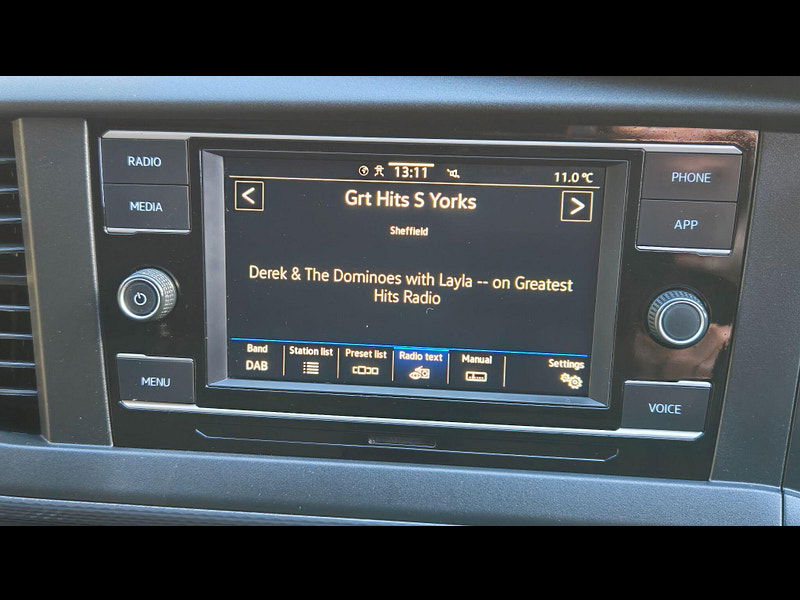 RADIO
MEDIA
MENU
13:11
11.0 °C
<
Grt Hits S Yorks
>
Sheffield
Derek & The Dominoes with Layla -- on Greatest
Hits Radio
Band
DAB
Station list
Preset list
Radio text
Manual
Settings
PHONE
APP
VOICE